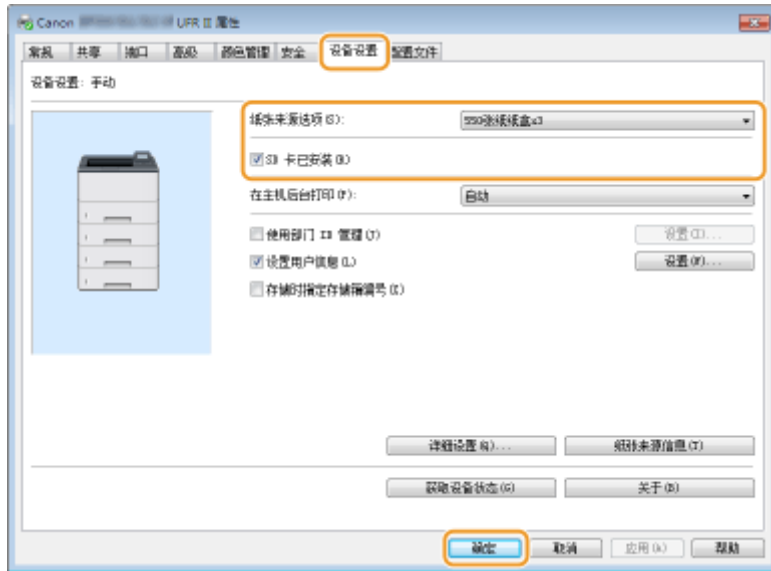 Canon UFR II 属性
常规 共享 端口 高级 颜色管理 安全 设备设置 配置文件
设备设置: 手动
纸张来源选项(S): 550张纸纸盒x3
SD 卡已安装(R)
在主机后台打印(P): 自动
使用部门 ID 管理(J) 设置(I)...
设置用户信息(L) 设置(M)...
存储时指定存储箱编号(K)
详细设置(N)... 纸张来源信息(T)
获取设备状态(G) 关于(B)
确定 取消 应用(A) 帮助